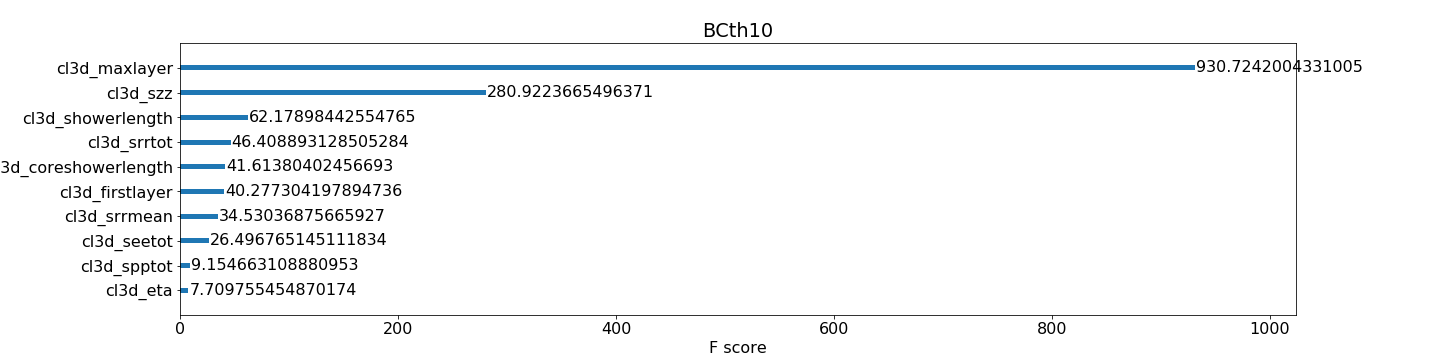 BCth10
cl3d_maxlayer 930.7242004331005
cl3d_szz 280.9223665496371
cl3d_showerlength 62.17898442554765
cl3d_srrtot 46.408893128505284
3d_coreshowerlength 41.61380402456693
cl3d_firstlayer 40.277304197894736
cl3d_srrmean 34.53036875665927
cl3d_seetot 26.496765145111834
cl3d_spptot 9.154663108880953
cl3d_eta 7.709755454870174
0 200 400 600 800 1000
F score